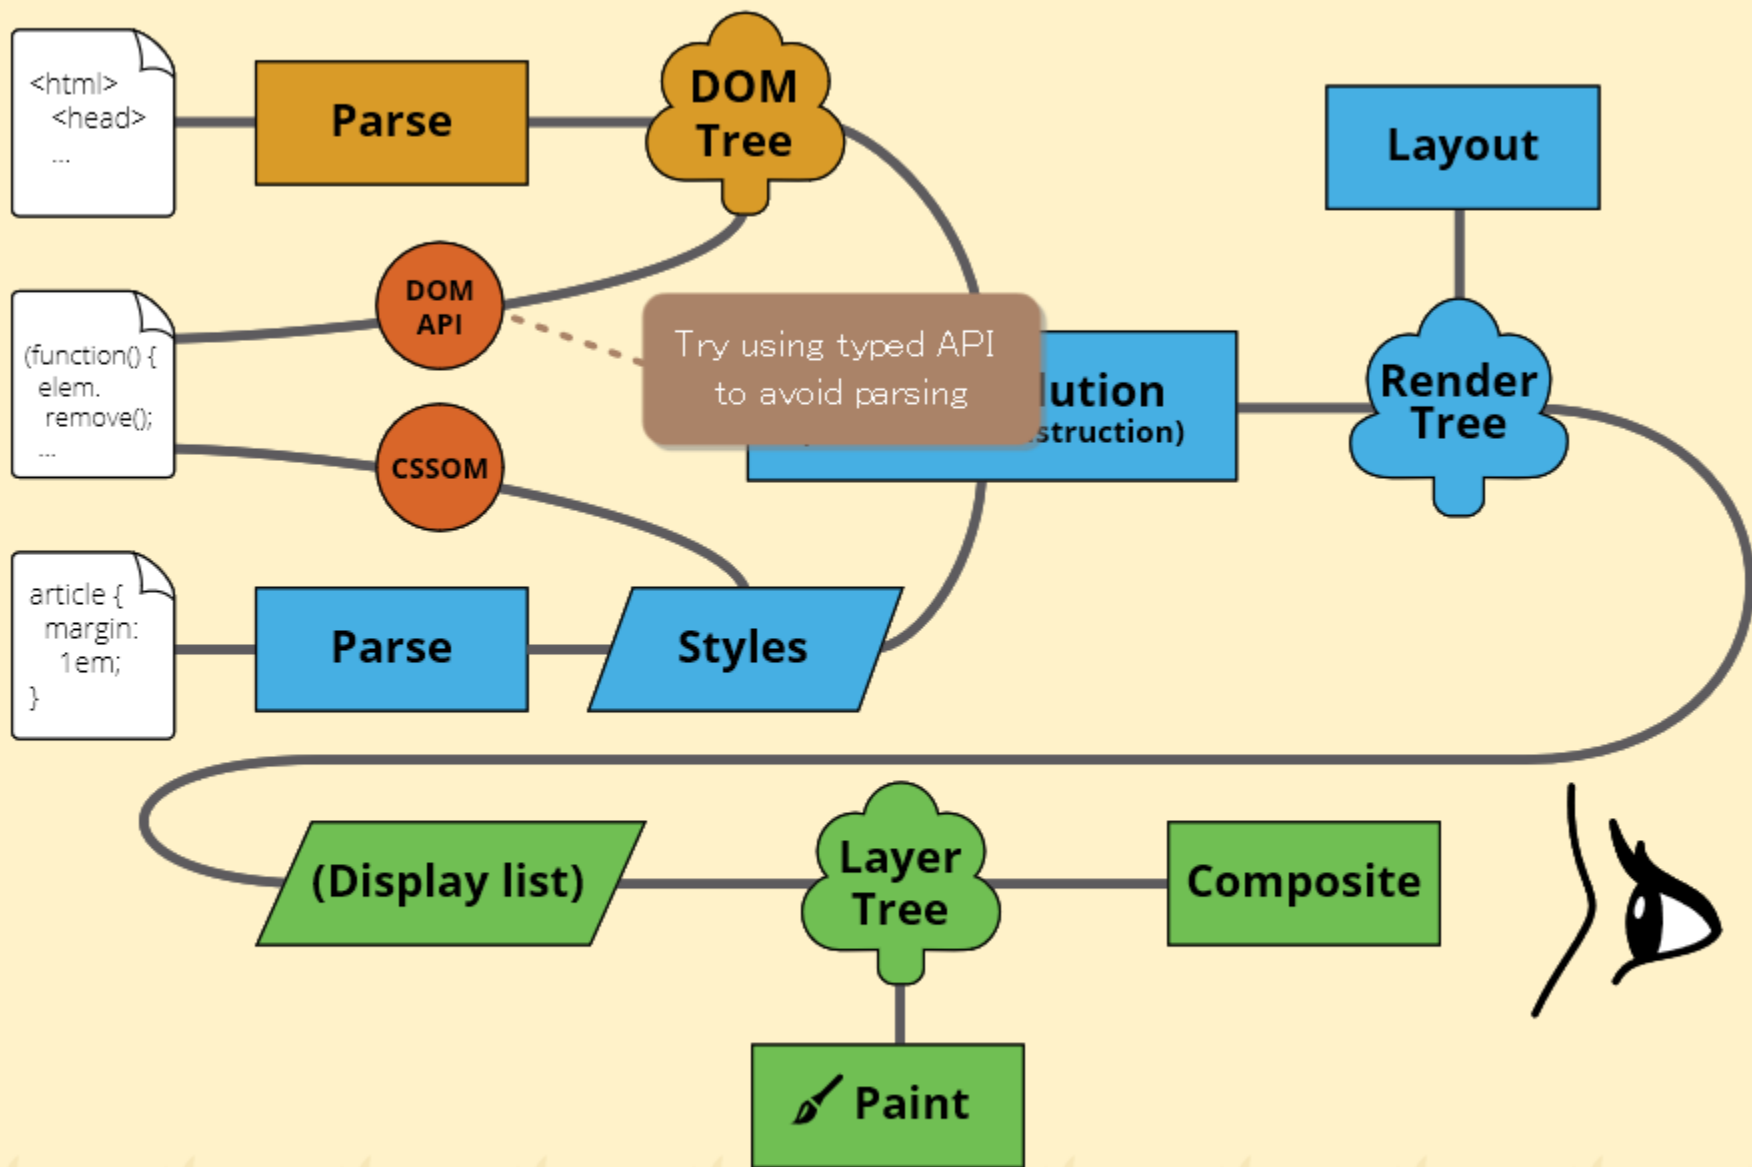 <html>
<head>
...
Parse
DOM
Tree
Layout
DOM
API
(function() {
elem.
remove();
...
Try using typed API
to avoid parsing
lution
struction)
Render
Tree
CSSOM
article {
margin:
1em;
}
Parse
Styles
(Display list)
Layer
Tree
Composite
Paint